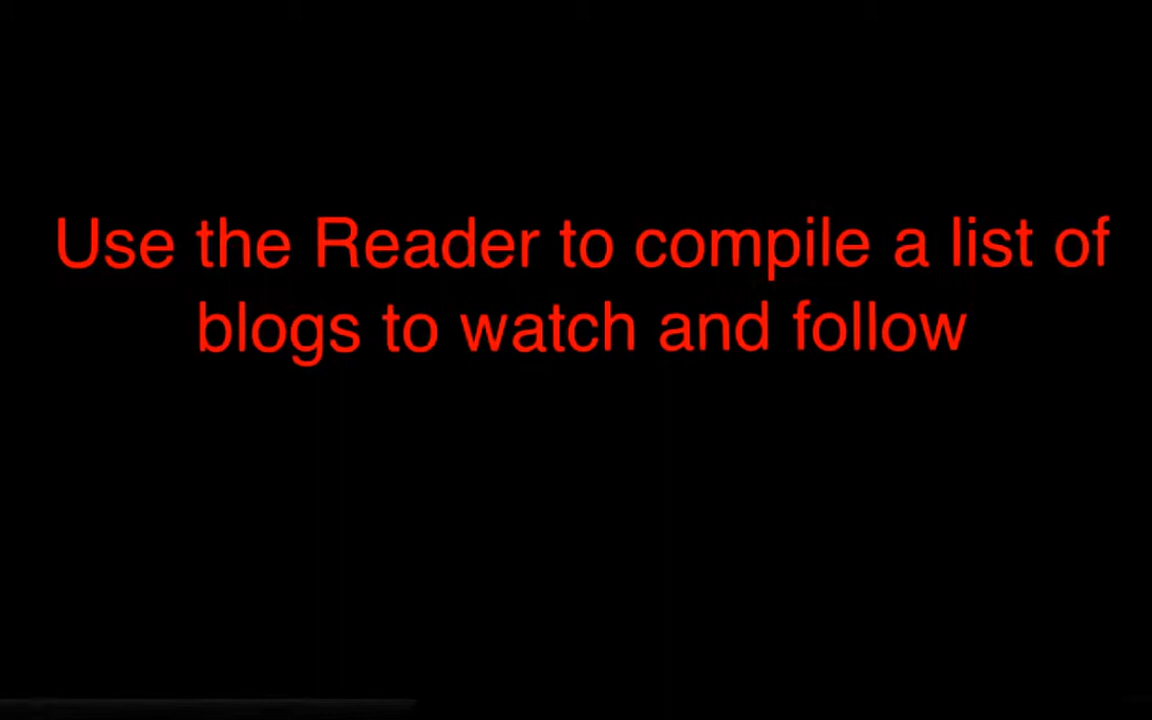 Use the Reader to compile a list of
blogs to watch and follow